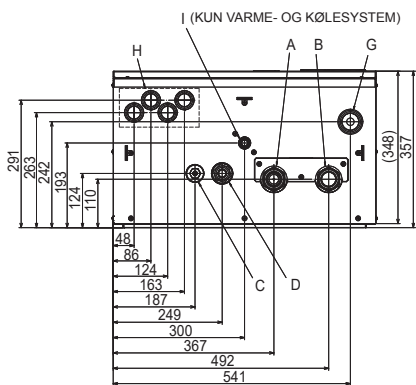 I (KUN VARME- OG KØLESYSTEM)
H
A
B
G
291
263
242
193
124
110
(348)
357
48
86
124
163
187
249
300
367
492
541
C
D